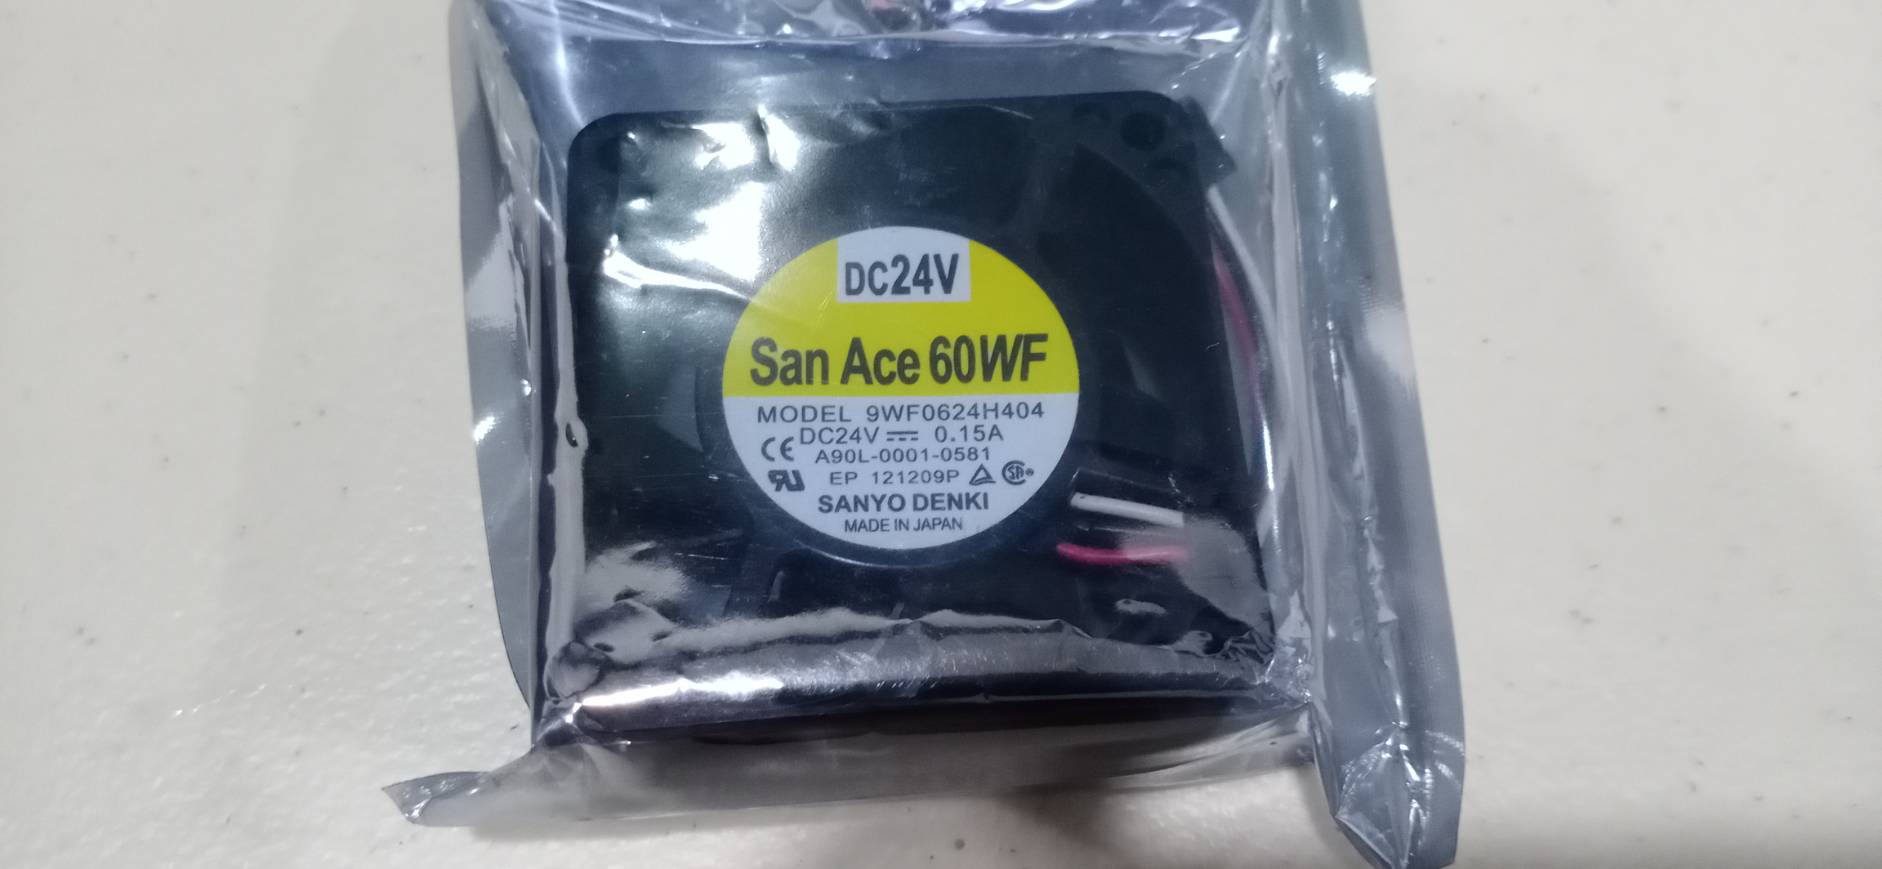 DC24V
San Ace 60WF
MODEL 9WF0624H404
DC24V ⎓ 0.15A
CE
A90L-0001-0581
EP 121209P
SANYO DENKI
MADE IN JAPAN